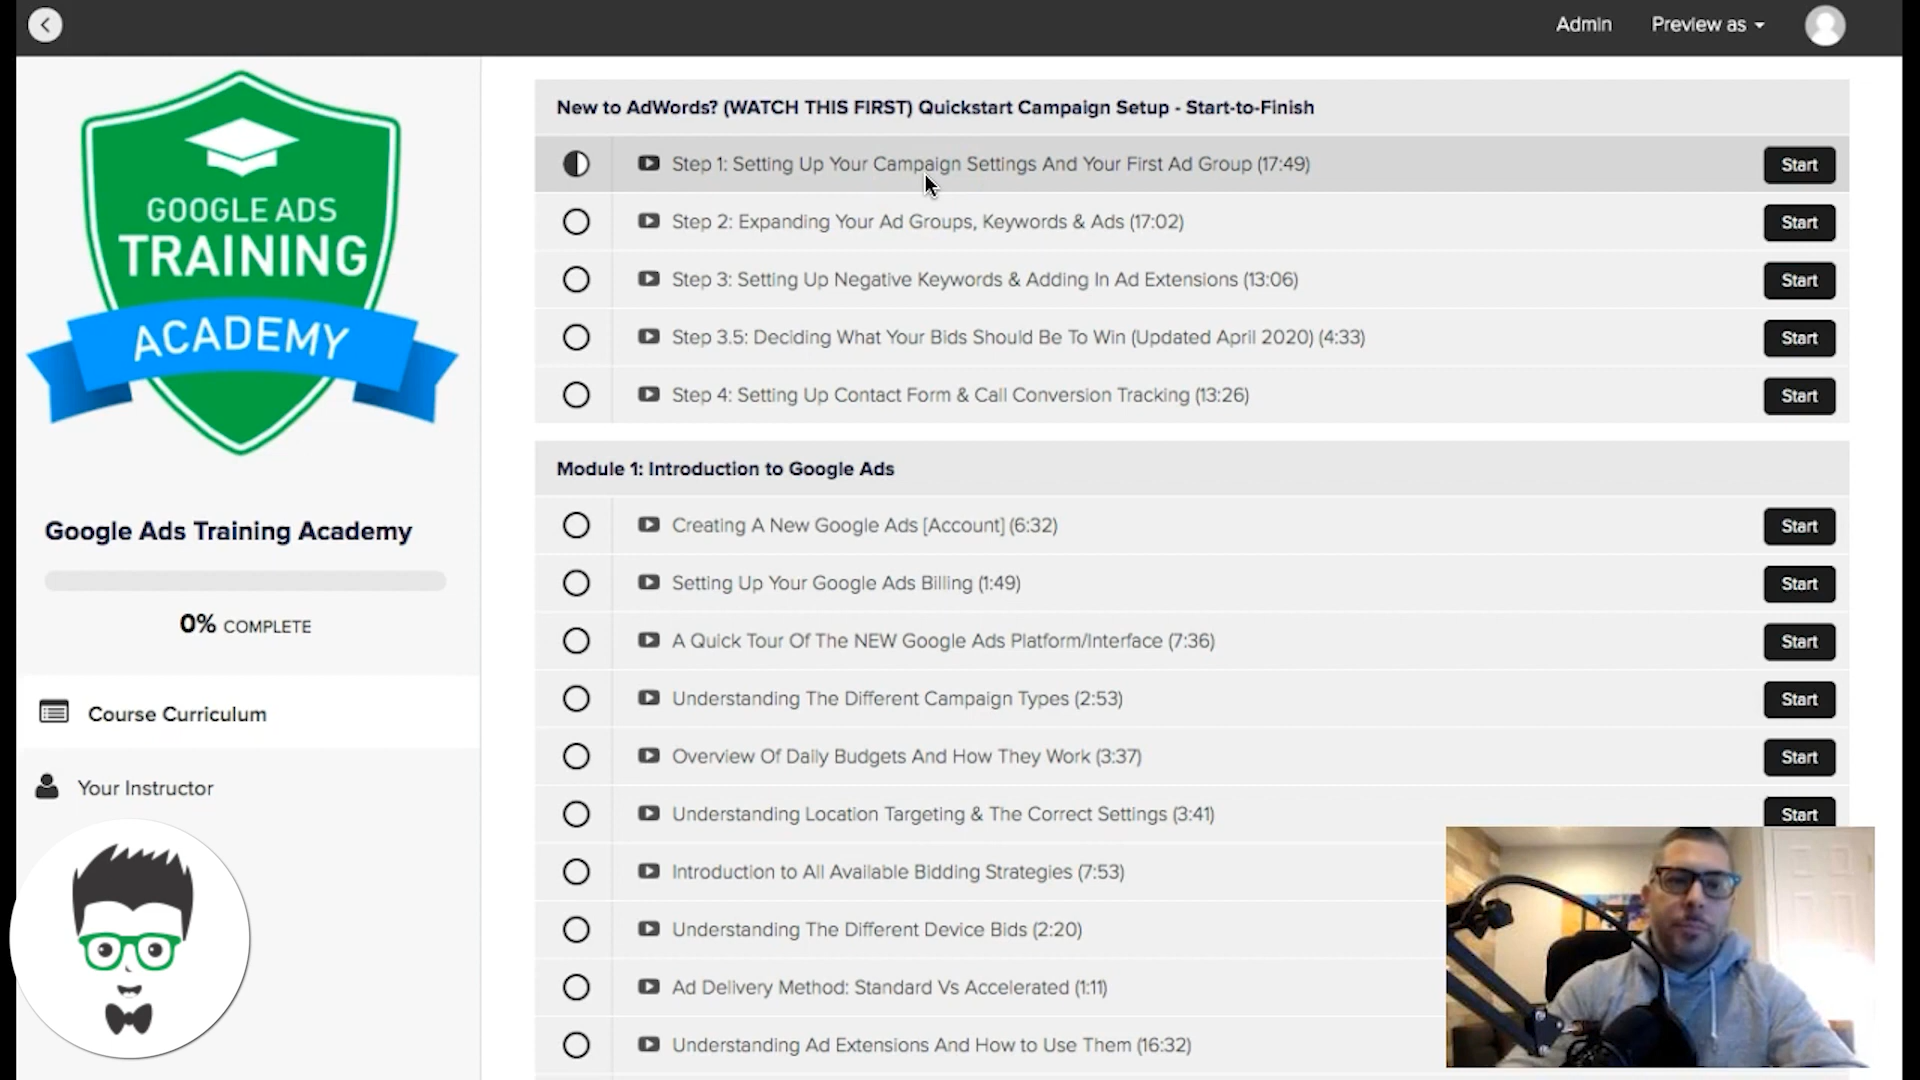 Admin
Preview as
GOOGLE ADS
TRAINING
ACADEMY
Google Ads Training Academy
0% COMPLETE
Course Curriculum
Your Instructor
New to AdWords? (WATCH THIS FIRST) Quickstart Campaign Setup - Start-to-Finish
Step 1: Setting Up Your Campaign Settings And Your First Ad Group (17:49)
Start
Step 2: Expanding Your Ad Groups, Keywords & Ads (17:02)
Start
Step 3: Setting Up Negative Keywords & Adding In Ad Extensions (13:06)
Start
Step 3.5: Deciding What Your Bids Should Be To Win (Updated April 2020) (4:33)
Start
Step 4: Setting Up Contact Form & Call Conversion Tracking (13:26)
Start
Module 1: Introduction to Google Ads
Creating A New Google Ads [Account] (6:32)
Start
Setting Up Your Google Ads Billing (1:49)
Start
A Quick Tour Of The NEW Google Ads Platform/Interface (7:36)
Start
Understanding The Different Campaign Types (2:53)
Start
Overview Of Daily Budgets And How They Work (3:37)
Start
Understanding Location Targeting & The Correct Settings (3:41)
Start
Introduction to All Available Bidding Strategies (7:53)
Understanding The Different Device Bids (2:20)
Ad Delivery Method: Standard Vs Accelerated (1:11)
Understanding Ad Extensions And How to Use Them (16:32)